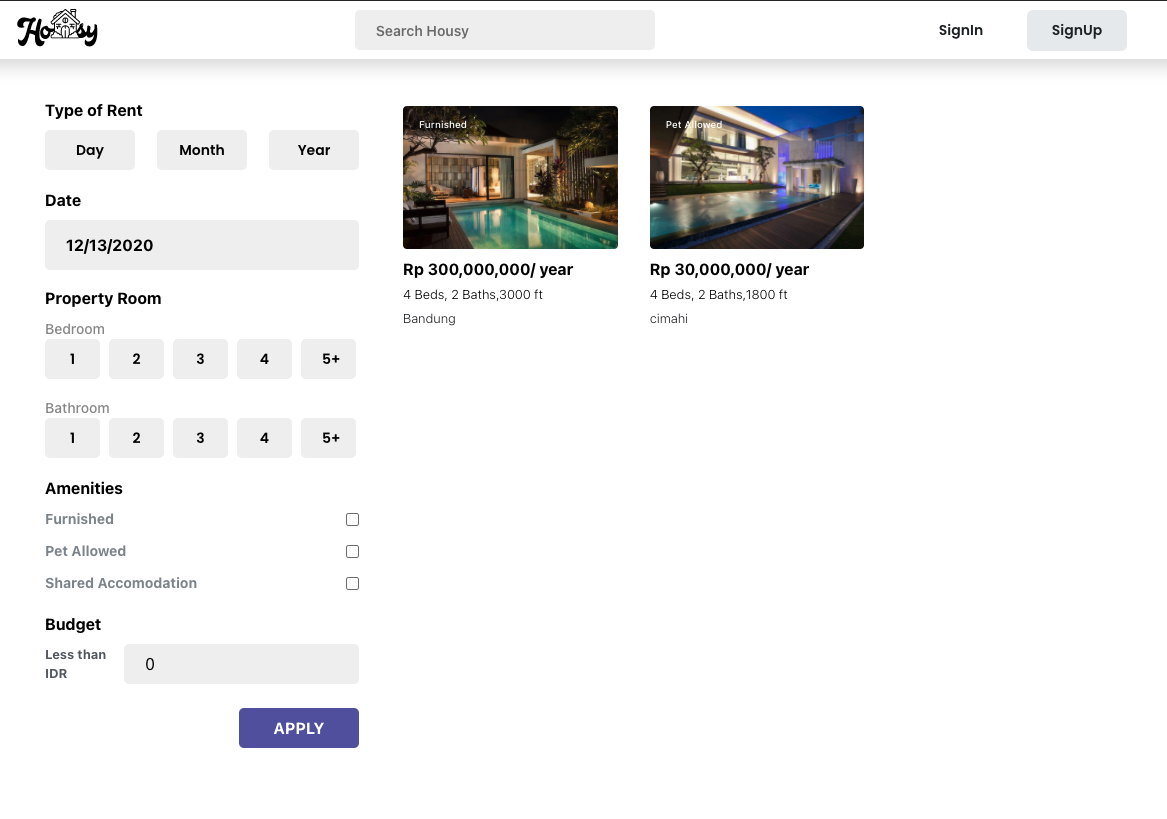 Housy
Search Housy
SignIn
SignUp
Type of Rent
Day
Month
Year
Date
12/13/2020
Property Room
Bedroom
1
2
3
4
5+
Bathroom
1
2
3
4
5+
Amenities
Furnished
Pet Allowed
Shared Accomodation
Budget
Less than
IDR
0
APPLY
Furnished
Rp 300,000,000/ year
4 Beds, 2 Baths,3000 ft
Bandung
Pet Allowed
Rp 30,000,000/ year
4 Beds, 2 Baths,1800 ft
cimahi